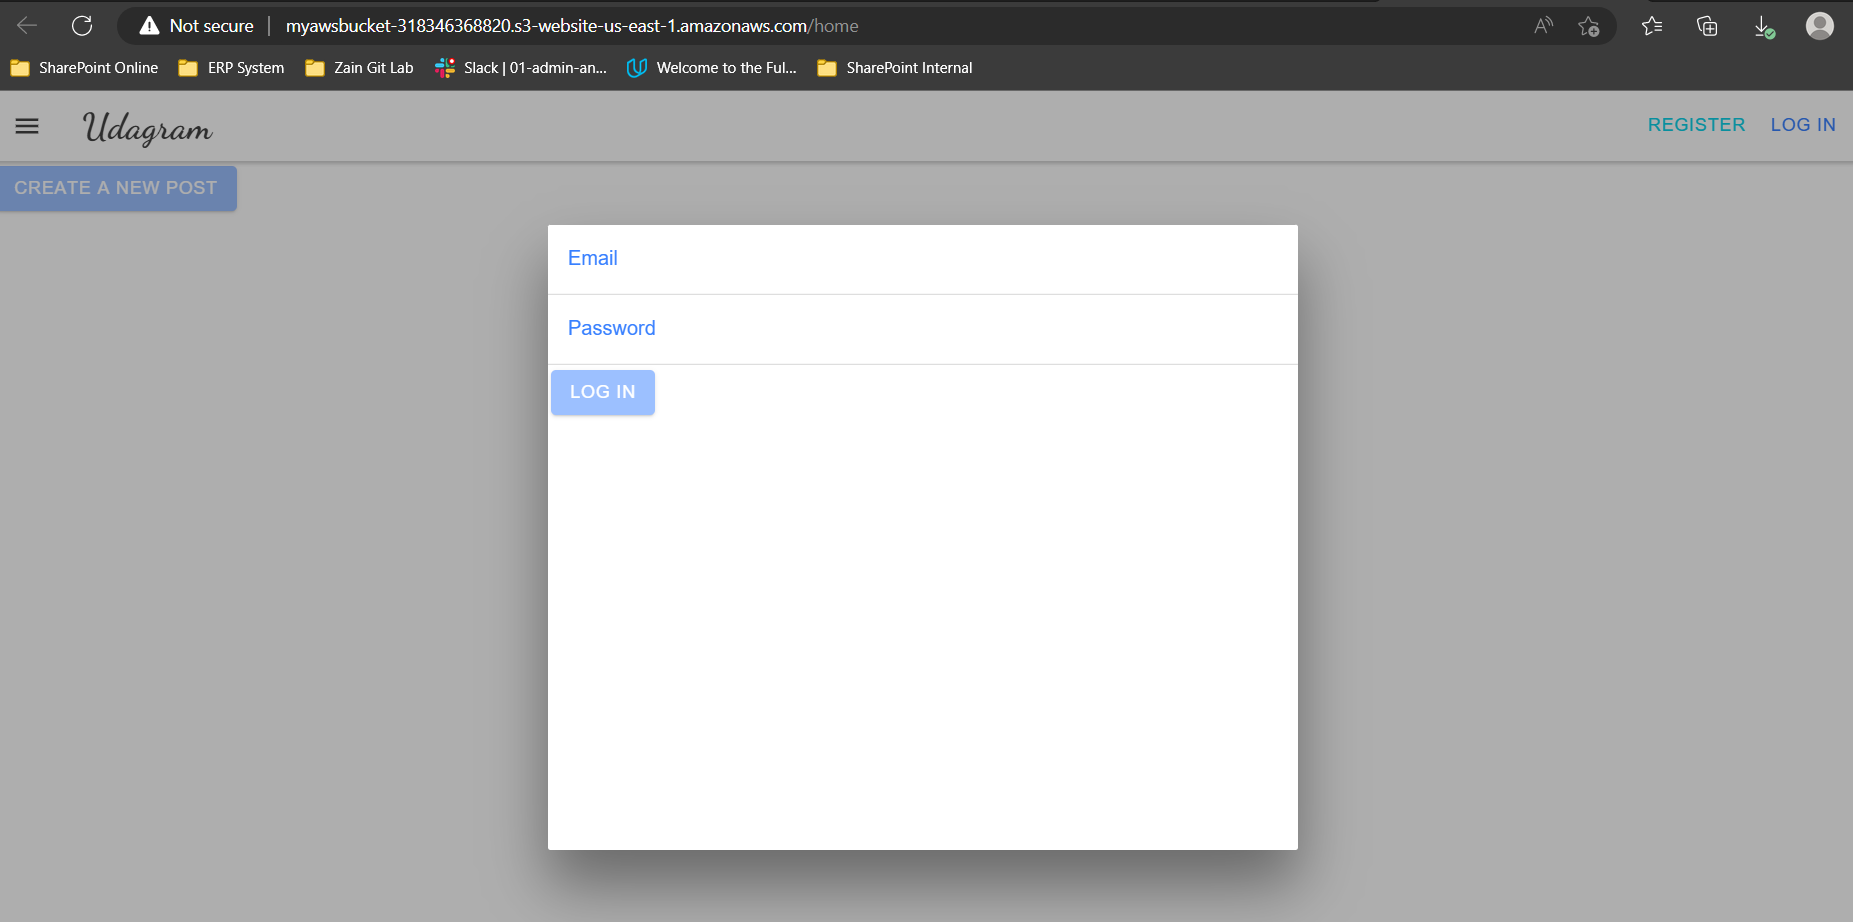 Not secure | myawsbucket-318346368820.s3-website-us-east-1.amazonaws.com/home
SharePoint Online ERP System Zain Git Lab Slack | 01-admin-an... Welcome to the Ful... SharePoint Internal
Udagram REGISTER LOG IN
CREATE A NEW POST
Email
Password
LOG IN